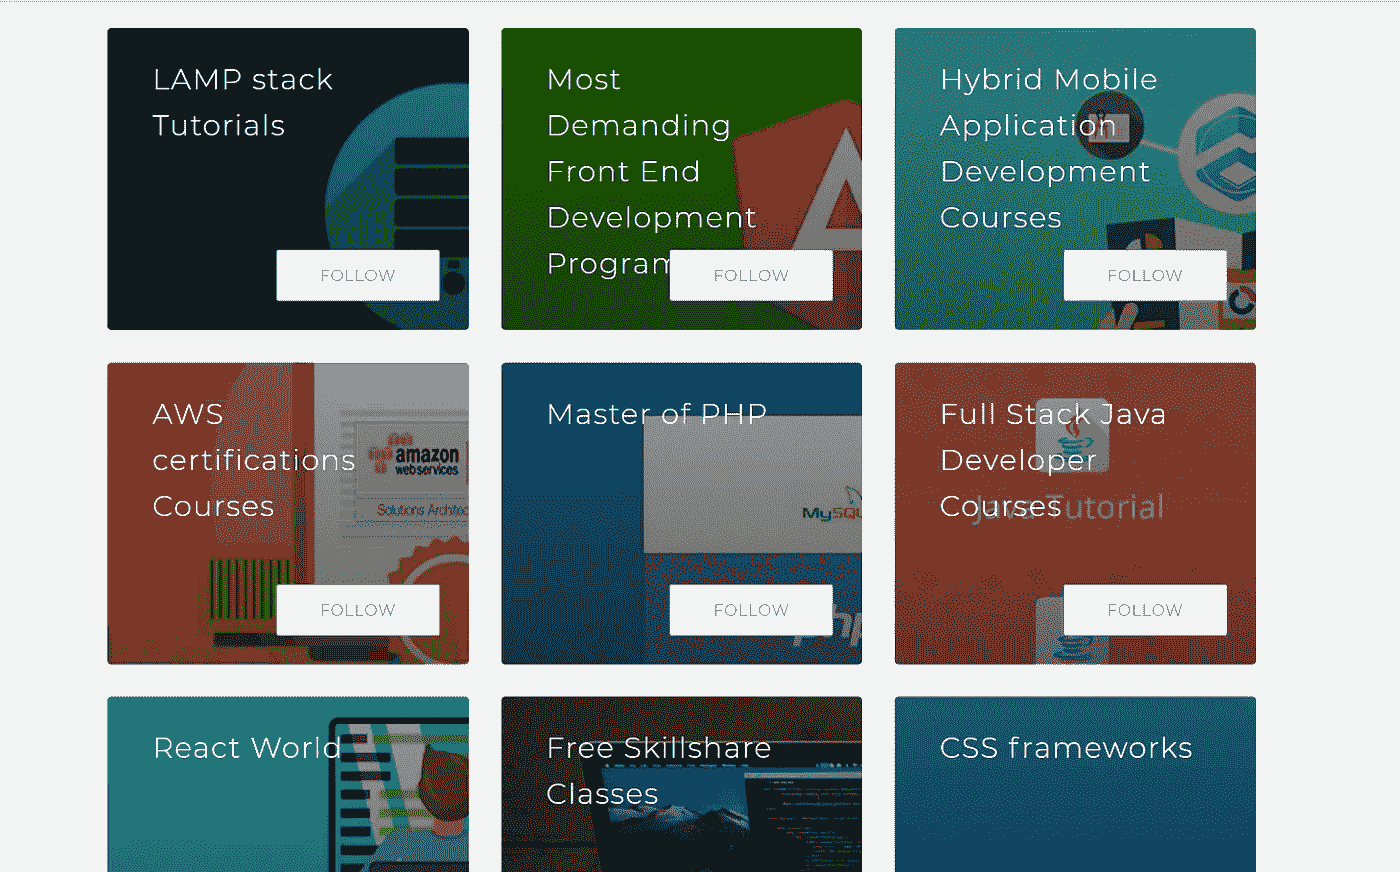 LAMP stack
Tutorials
FOLLOW
Most
Demanding
Front End
Development
Program
FOLLOW
Hybrid Mobile
Application
Development
Courses
FOLLOW
AWS
certifications
Courses
amazon
webservices
Solutions Architec
FOLLOW
Master of PHP
MySQL
php
FOLLOW
Full Stack Java
Developer
Courses
Java Tutorial
FOLLOW
React World
Free Skillshare
Classes
CSS frameworks